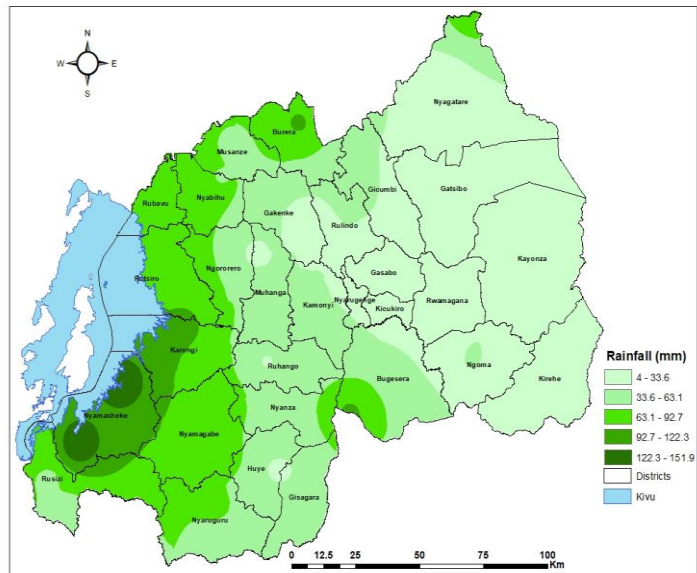 N
W E
S
Nyagatare
Burera
Musanze
Gicumbi
Rubavu
Nyabihu
Gatsibo
Gakenke
Rulindo
Kayonza
Rutsiro
Ngororero
Gasabo
Muhanga
Kamonyi
Nyarugenge
Kicukiro
Rwamagana
Karongi
Ruhango
Bugesera
Ngoma
Kirehe
Nyamasheke
Nyanza
Nyamagabe
Rusizi
Huye
Gisagara
Nyaruguru
Rainfall (mm)
4 - 33.6
33.6 - 63.1
63.1 - 92.7
92.7 - 122.3
122.3 - 151.9
Districts
Kivu
0 12.5 25 50 75 100
Km